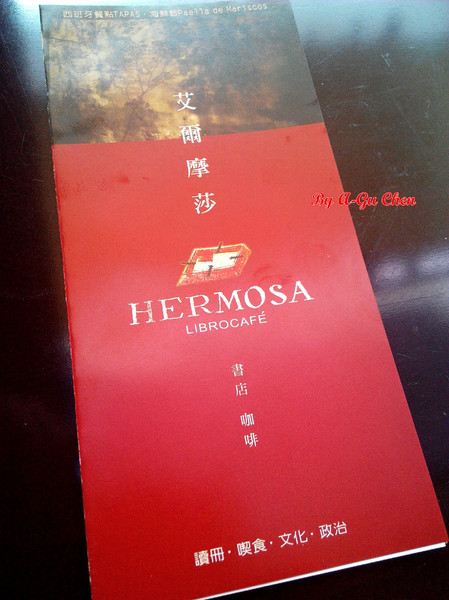 西班牙餐點TAPAS·海鮮飯Paella de Mariscos
艾爾摩莎
By A-Gu Chen
HERMOSA
LIBROCAFÉ
書店 咖啡
讀冊·喫食·文化·政治